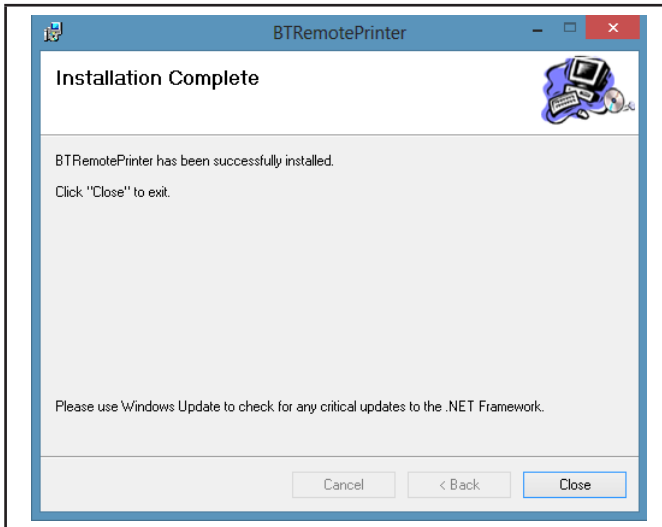 BTRemotePrinter
Installation Complete
BTRemotePrinter has been successfully installed.
Click "Close" to exit.
Please use Windows Update to check for any critical updates to the .NET Framework.
Cancel
< Back
Close